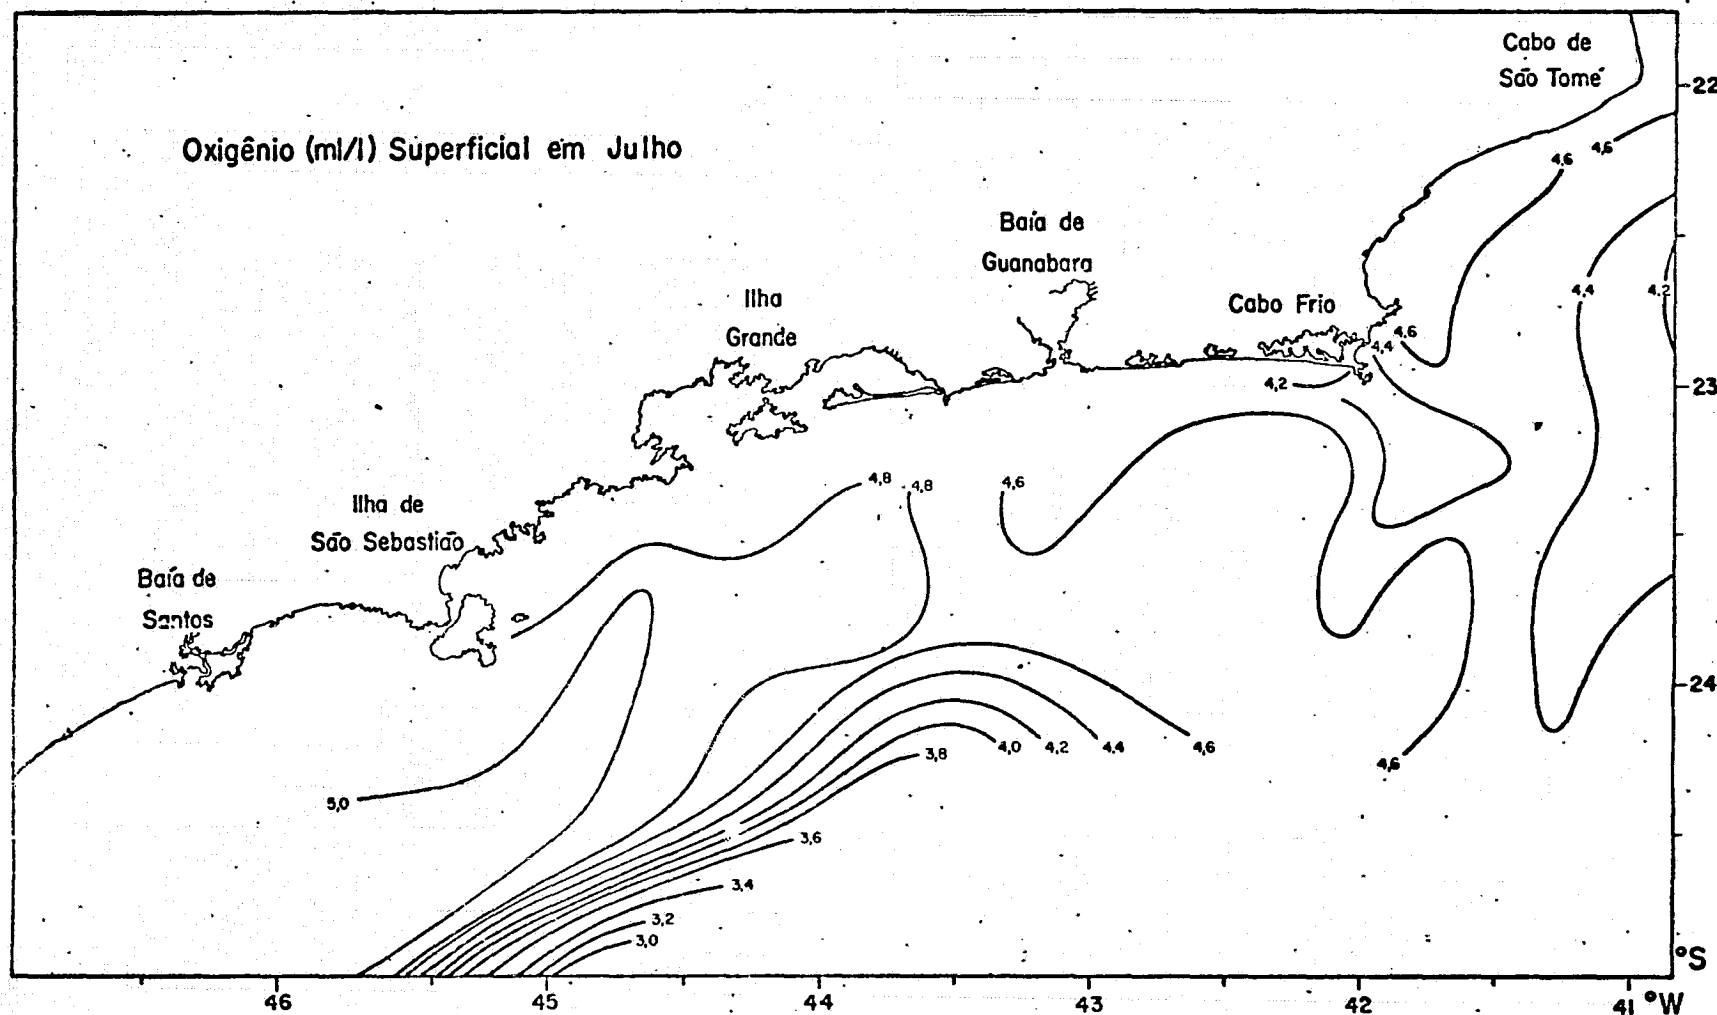 Cabo de
São Tomé
22
Oxigênio (ml/l) Superficial em Julho
4,6
4,6
Baía de
Guanabara
4,4
4,2
Ilha
Grande
Cabo Frio
4,6
4,4
4,2
23
4,8
4,8
4,6
Ilha de
São Sebastião
Baía de
Santos
24
4,0
4,2
4,4
4,6
3,8
4,6
5,0
3,6
3,4
3,2
3,0
°S
46
45
44
43
42
41 °W